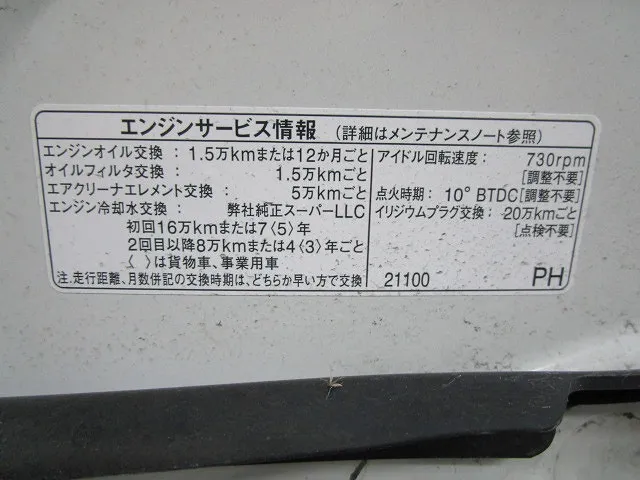 エンジンサービス情報 (詳細はメンテナンスノート参照)
エンジンオイル交換 : 1.5万kmまたは12か月ごと
オイルフィルタ交換 : 1.5万kmごと
エアクリーナエレメント交換 : 5万kmごと
エンジン冷却水交換 : 弊社純正スーパーLLC
初回16万kmまたは7〈5〉年
2回目以降8万kmまたは4〈3〉年ごと
〈 〉は貨物車、事業用車
注.走行距離、月数併記の交換時期は、どちらか早い方で交換
アイドル回転速度 : 730rpm
[調整不要]
点火時期 : 10° BTDC[調整不要]
イリジウムプラグ交換 : 20万kmごと
[点検不要]
21100 PH